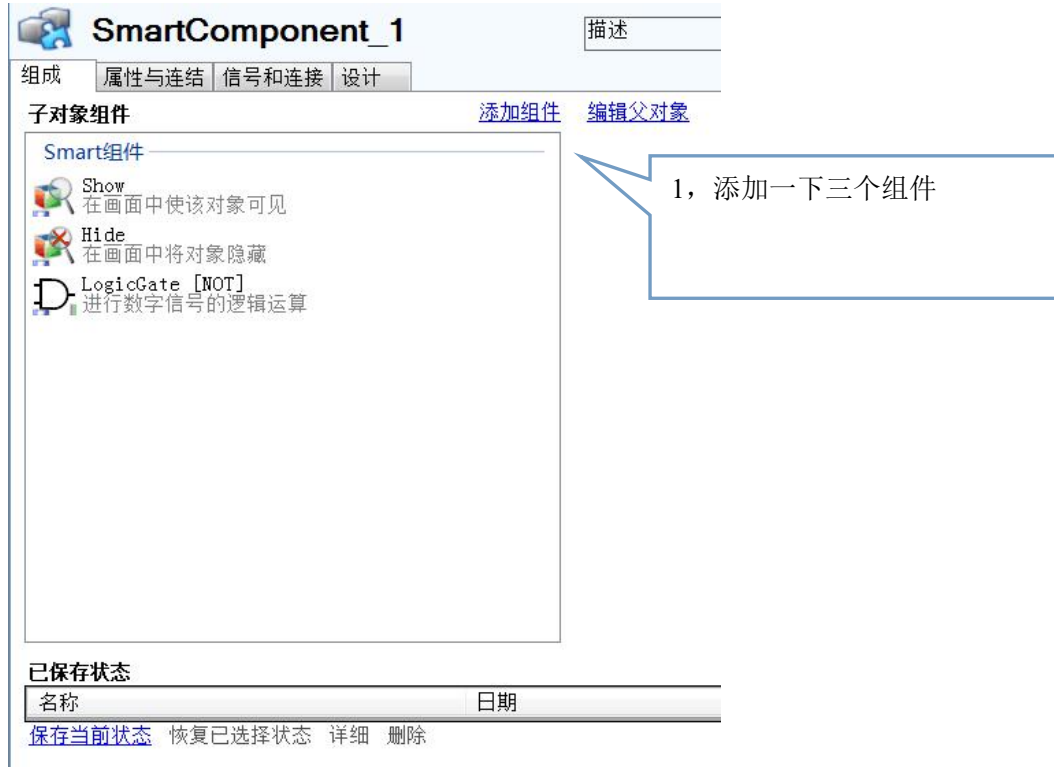 SmartComponent_1
描述
组成 属性与连结 信号和连接 设计
子对象组件 添加组件 编辑父对象
Smart组件
Show
在画面中使该对象可见
Hide
在画面中将对象隐藏
LogicGate [NOT]
进行数字信号的逻辑运算
1，添加一下三个组件
已保存状态
名称 日期
保存当前状态 恢复已选择状态 详细 删除